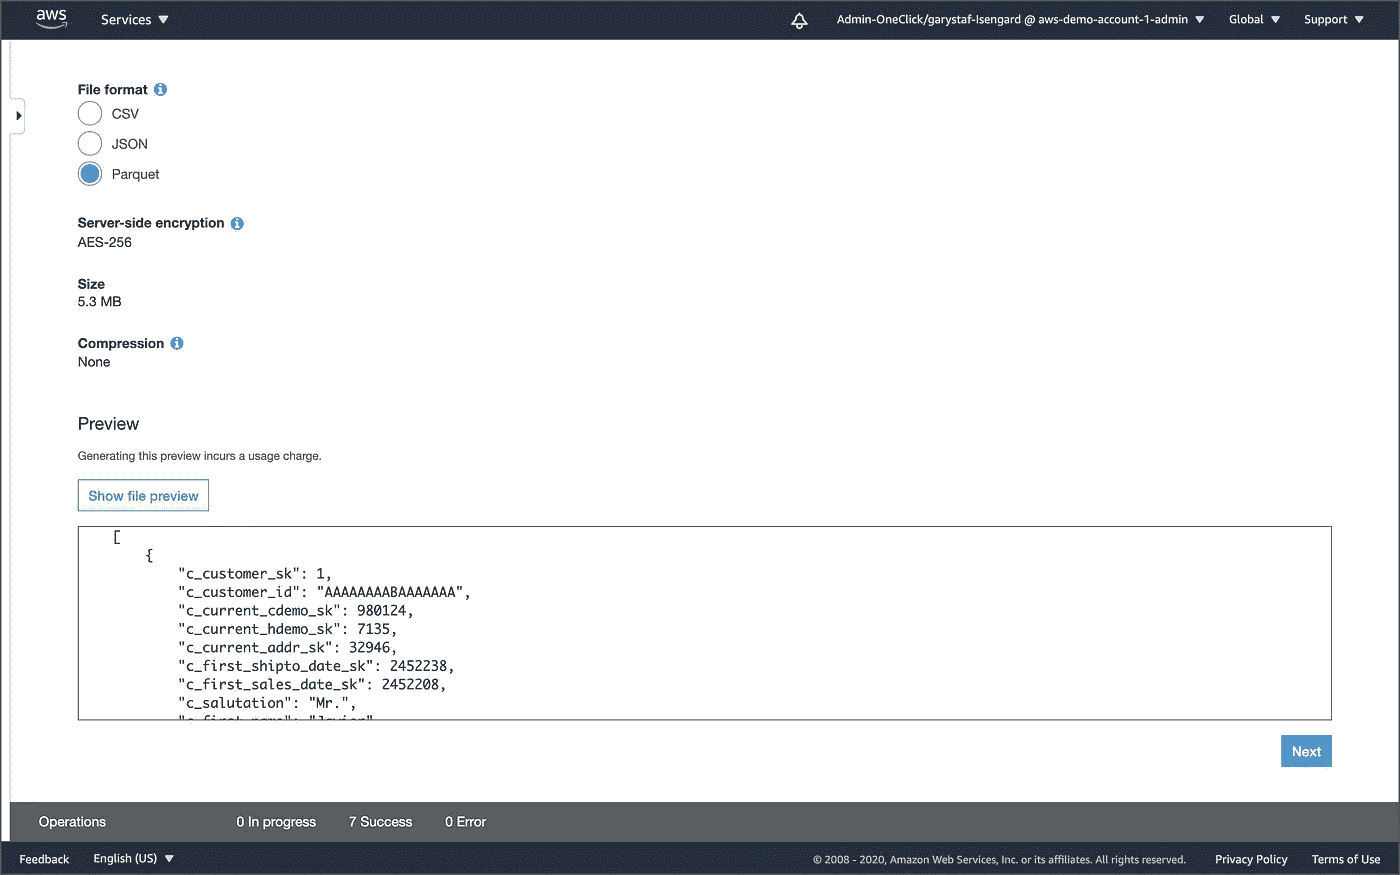 aws Services Admin-OneClick/garystaf-Isengard @ aws-demo-account-1-admin Global Support
File format
CSV
JSON
Parquet
Server-side encryption
AES-256
Size
5.3 MB
Compression
None
Preview
Generating this preview incurs a usage charge.
Show file preview
[
{
"c_customer_sk": 1,
"c_customer_id": "AAAAAAAABAAAAAAA",
"c_current_cdemo_sk": 980124,
"c_current_hdemo_sk": 7135,
"c_current_addr_sk": 32946,
"c_first_shipto_date_sk": 2452238,
"c_first_sales_date_sk": 2452208,
"c_salutation": "Mr.",
"c_first_name": "Javier"
Next
Operations 0 In progress 7 Success 0 Error
Feedback English (US) © 2008 - 2020, Amazon Web Services, Inc. or its affiliates. All rights reserved. Privacy Policy Terms of Use